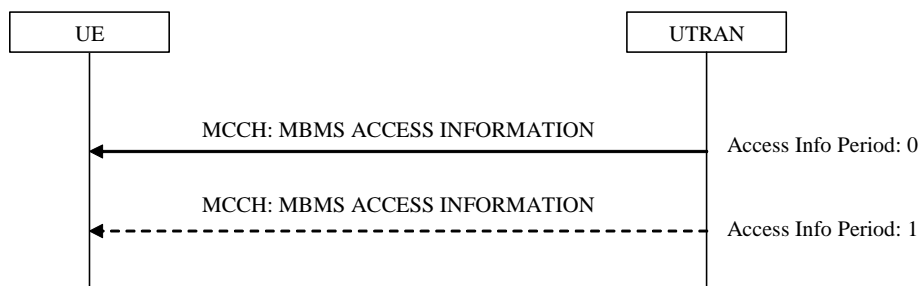 UE
UTRAN
MCCH: MBMS ACCESS INFORMATION
Access Info Period: 0
MCCH: MBMS ACCESS INFORMATION
Access Info Period: 1